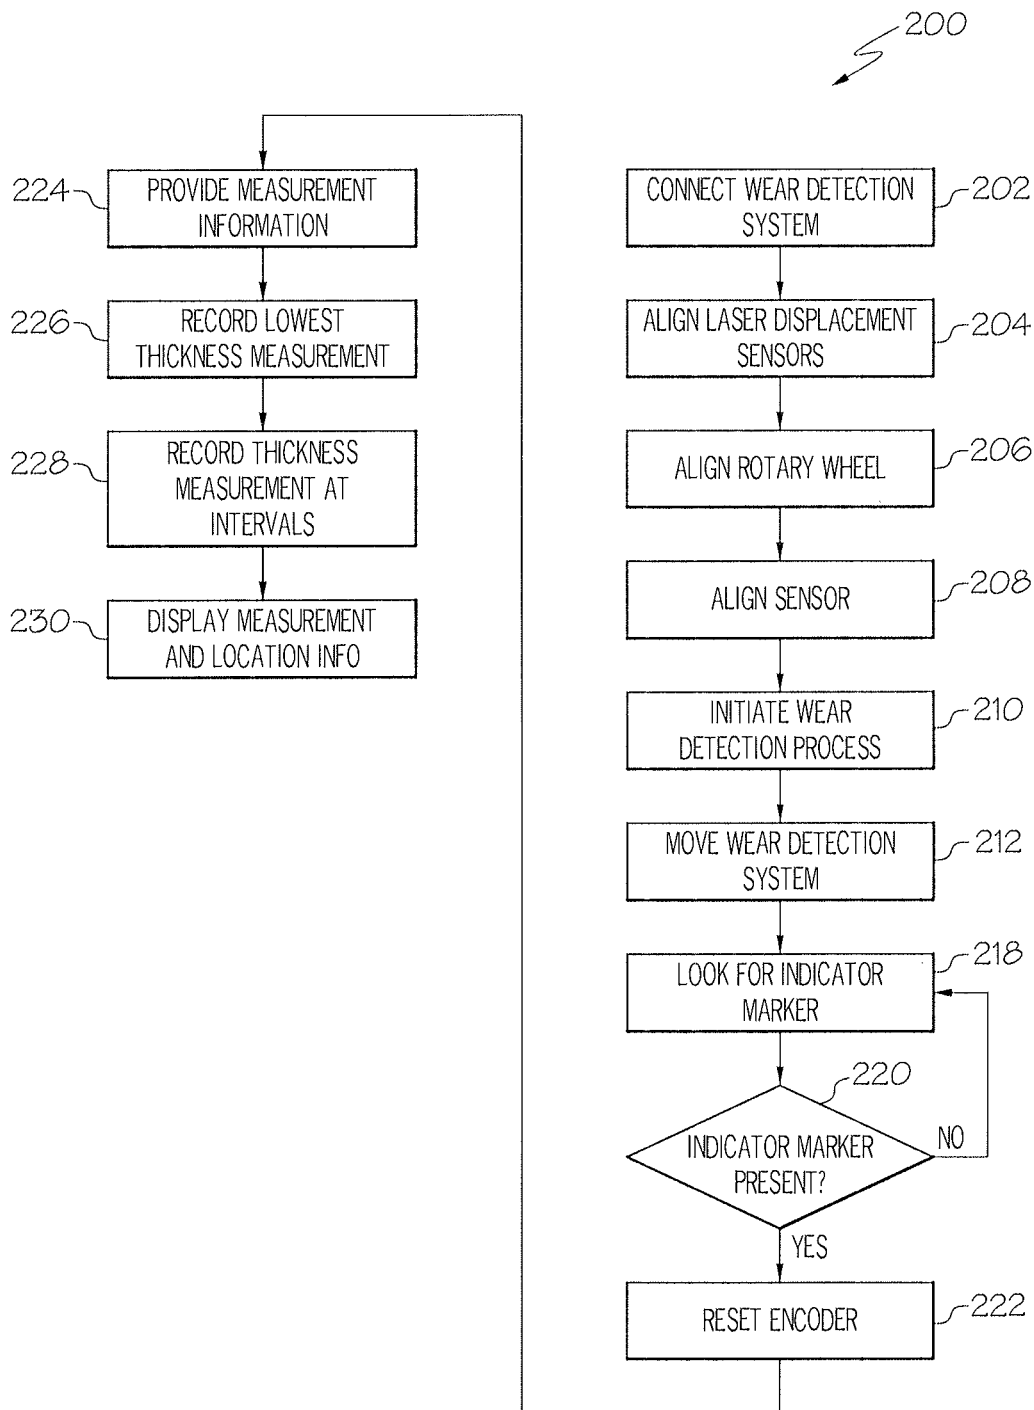 200
CONNECT WEAR DETECTION
SYSTEM
202
ALIGN LASER DISPLACEMENT
SENSORS
204
ALIGN ROTARY WHEEL
206
ALIGN SENSOR
208
INITIATE WEAR
DETECTION PROCESS
210
MOVE WEAR DETECTION
SYSTEM
212
LOOK FOR INDICATOR
MARKER
218
220
INDICATOR MARKER
PRESENT?
NO
YES
RESET ENCODER
222
224
PROVIDE MEASUREMENT
INFORMATION
226
RECORD LOWEST
THICKNESS MEASUREMENT
228
RECORD THICKNESS
MEASUREMENT AT
INTERVALS
230
DISPLAY MEASUREMENT
AND LOCATION INFO